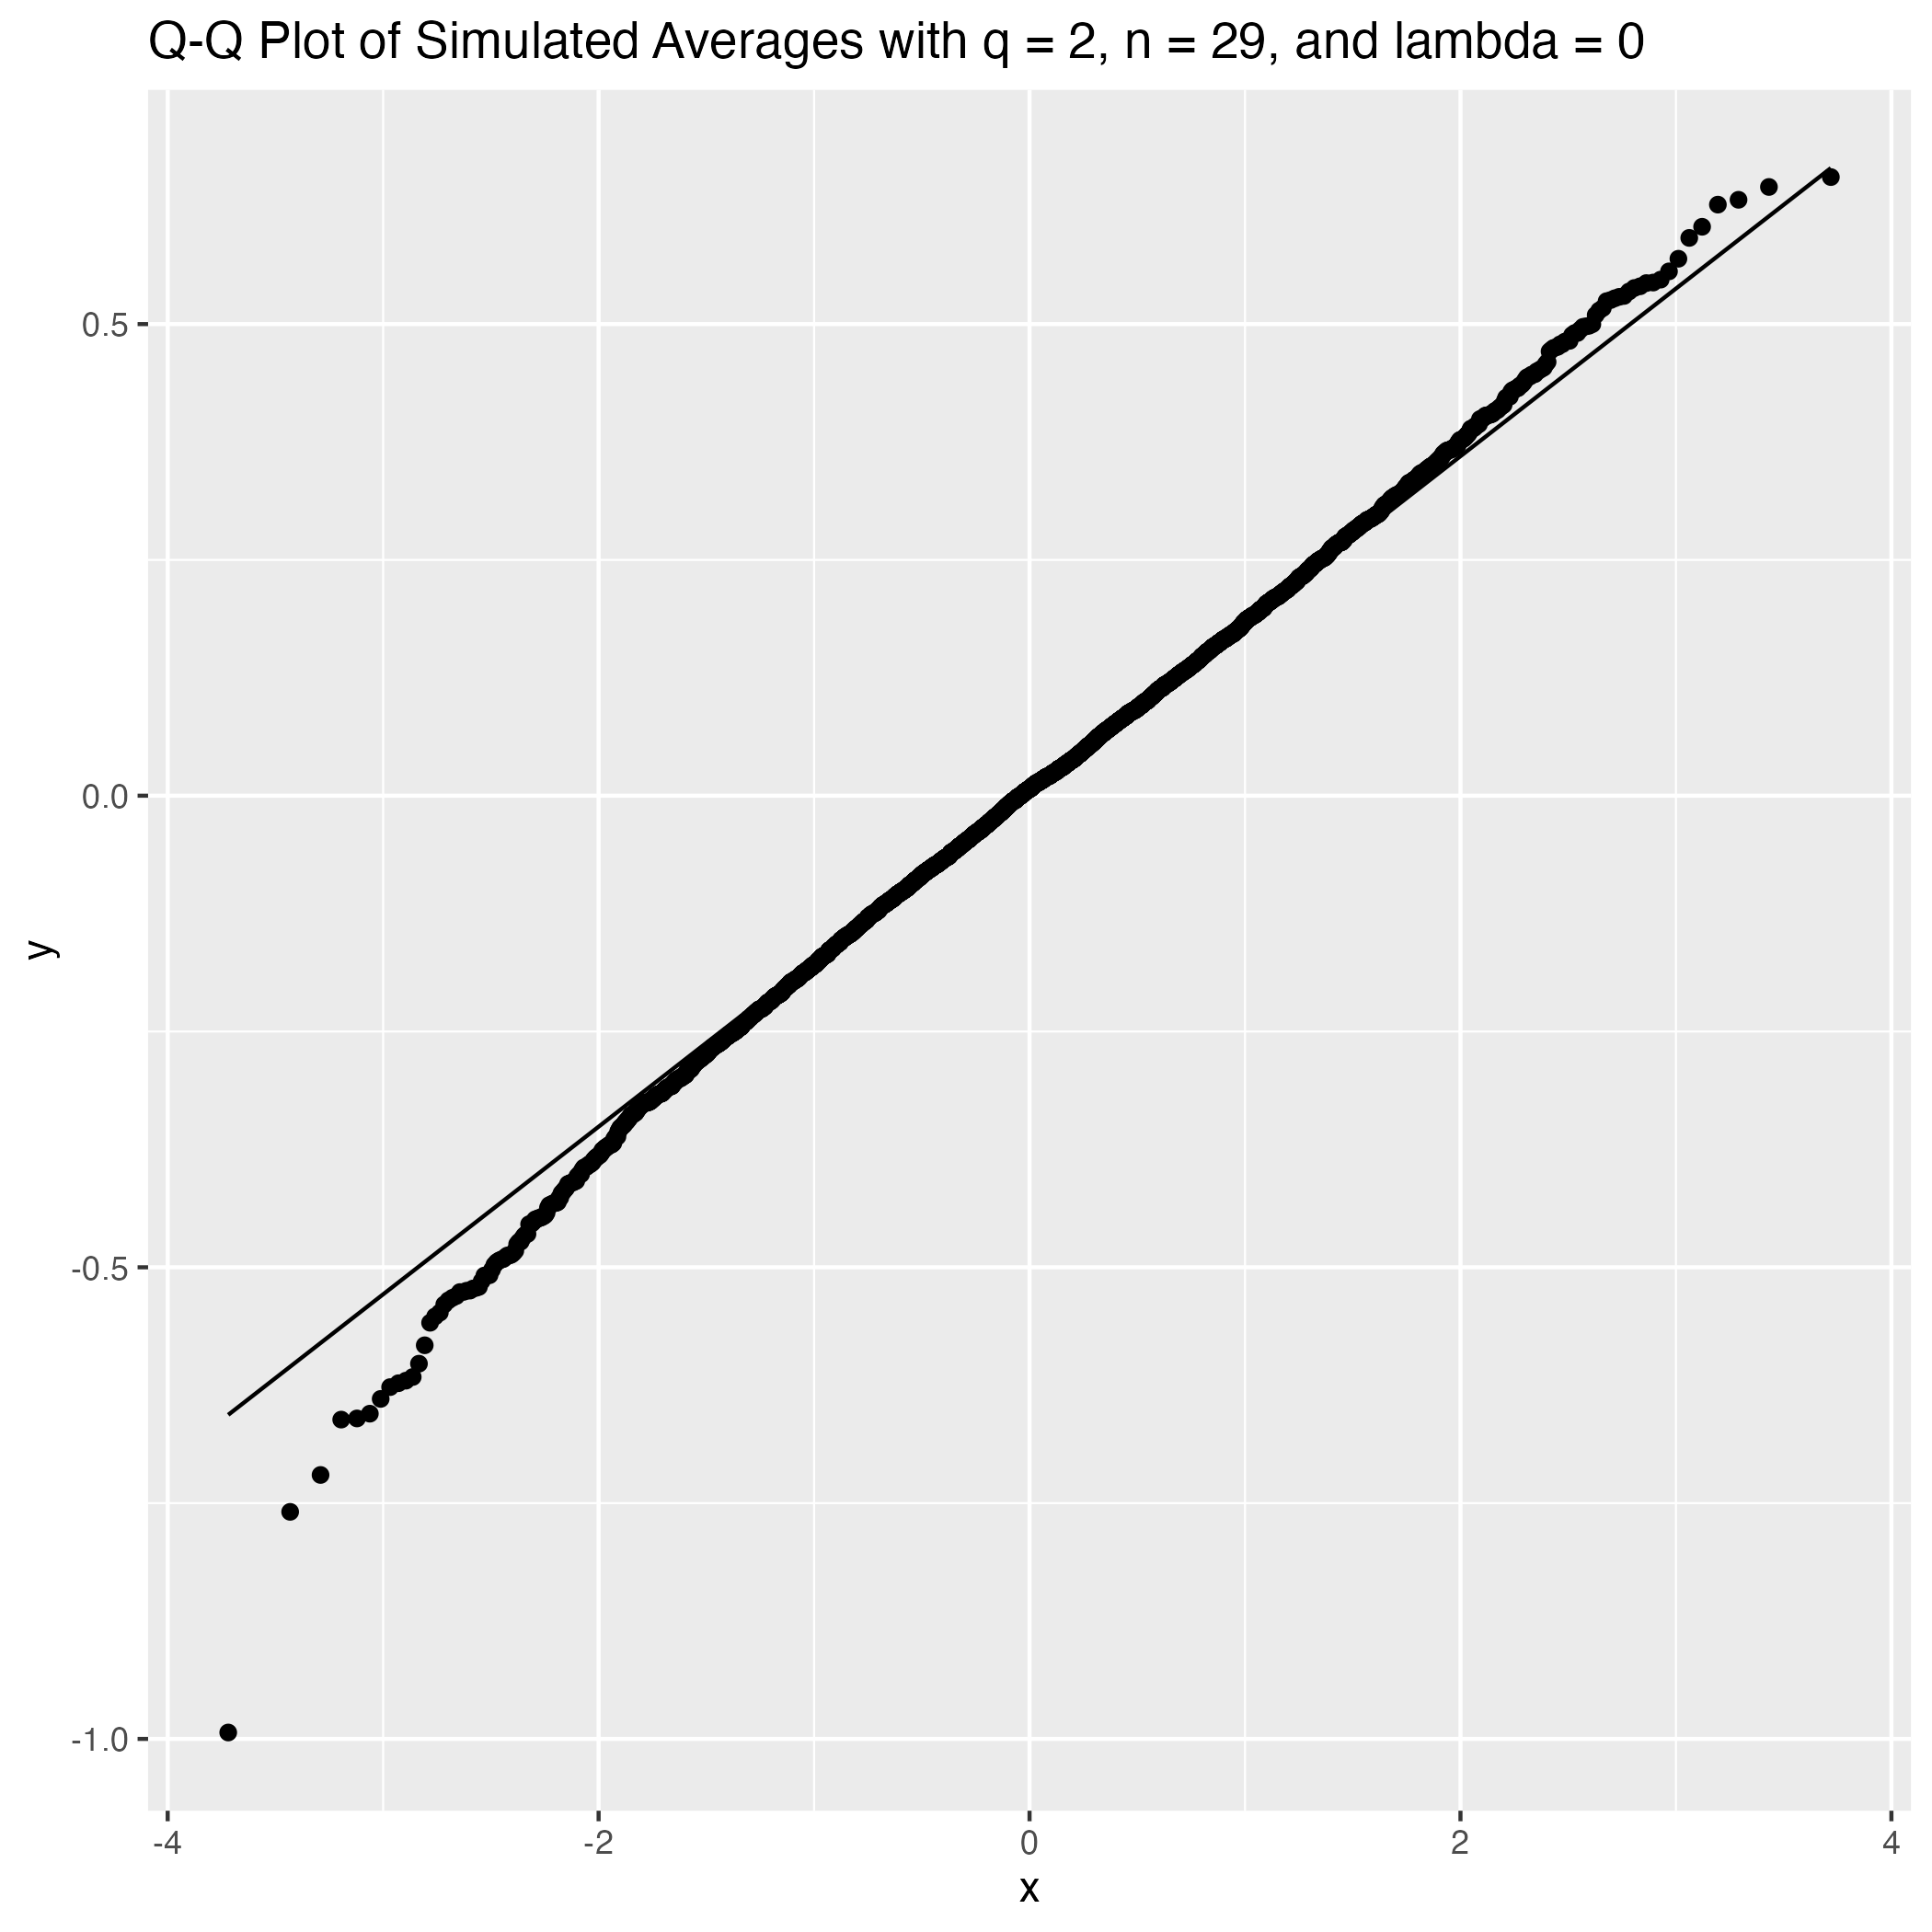 Q-Q Plot of Simulated Averages with q = 2, n = 29, and lambda = 0
0.5
0.0
-0.5
-1.0
y
-4 -2 0 2 4
x